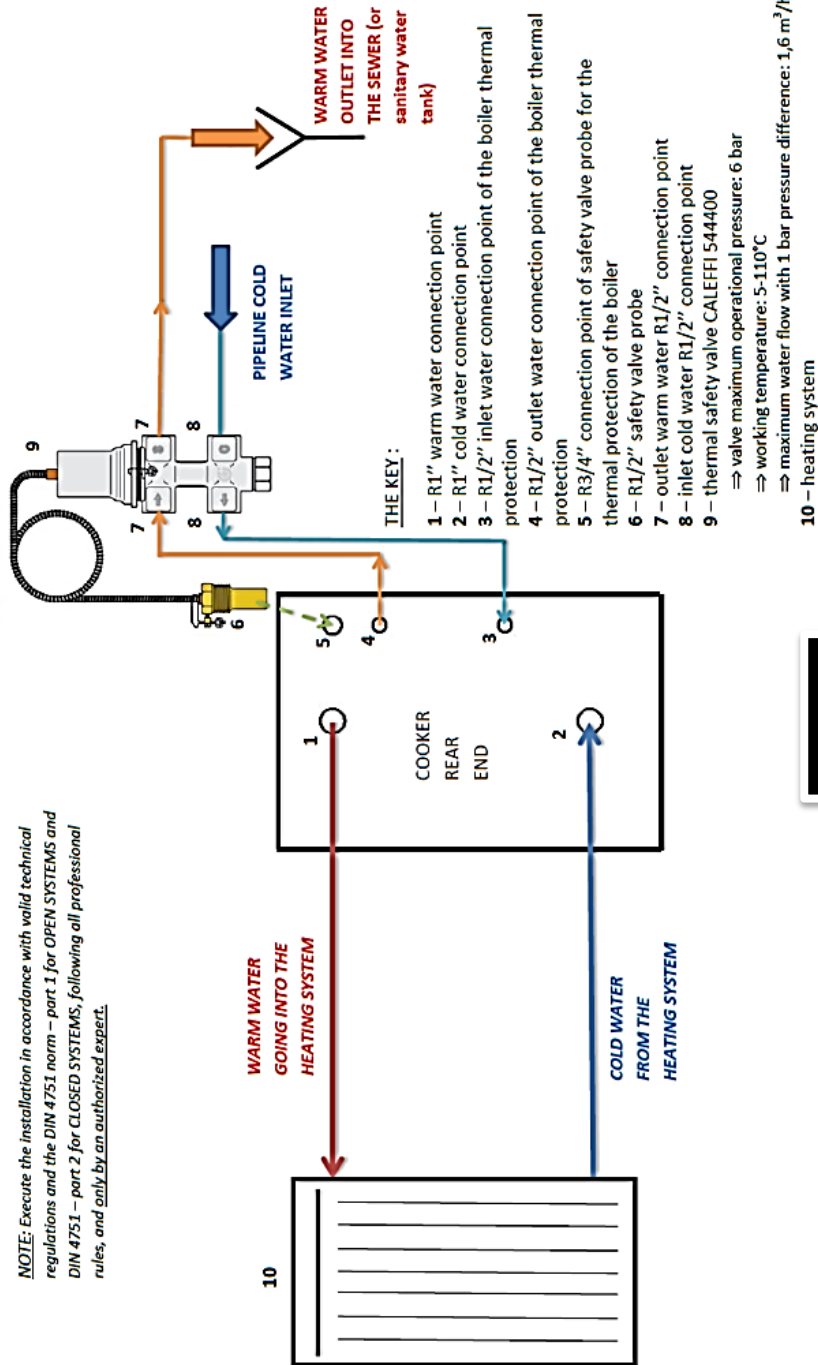 NOTE: Execute the installation in accordance with valid technical
regulations and the DIN 4751 norm – part 1 for OPEN SYSTEMS and
DIN 4751 – part 2 for CLOSED SYSTEMS, following all professional
rules, and only by an authorized expert.
10
WARM WATER
GOING INTO THE
HEATING SYSTEM
COLD WATER
FROM THE
HEATING SYSTEM
1
2
COOKER
REAR
END
5
4
3
6
9
7
7
8
8
PIPELINE COLD
WATER INLET
WARM WATER
OUTLET INTO
THE SEWER (or
sanitary water
tank)
THE KEY :
1 – R1" warm water connection point
2 – R1" cold water connection point
3 – R1/2" inlet water connection point of the boiler thermal
protection
4 – R1/2" outlet water connection point of the boiler thermal
protection
5 – R3/4" connection point of safety valve probe for the
thermal protection of the boiler
6 – R1/2" safety valve probe
7 – outlet warm water R1/2" connection point
8 – inlet cold water R1/2" connection point
9 – thermal safety valve CALEFFI 544400
⇒ valve maximum operational pressure: 6 bar
⇒ working temperature: 5-110°C
⇒ maximum water flow with 1 bar pressure difference: 1,6 m³/h
10 – heating system